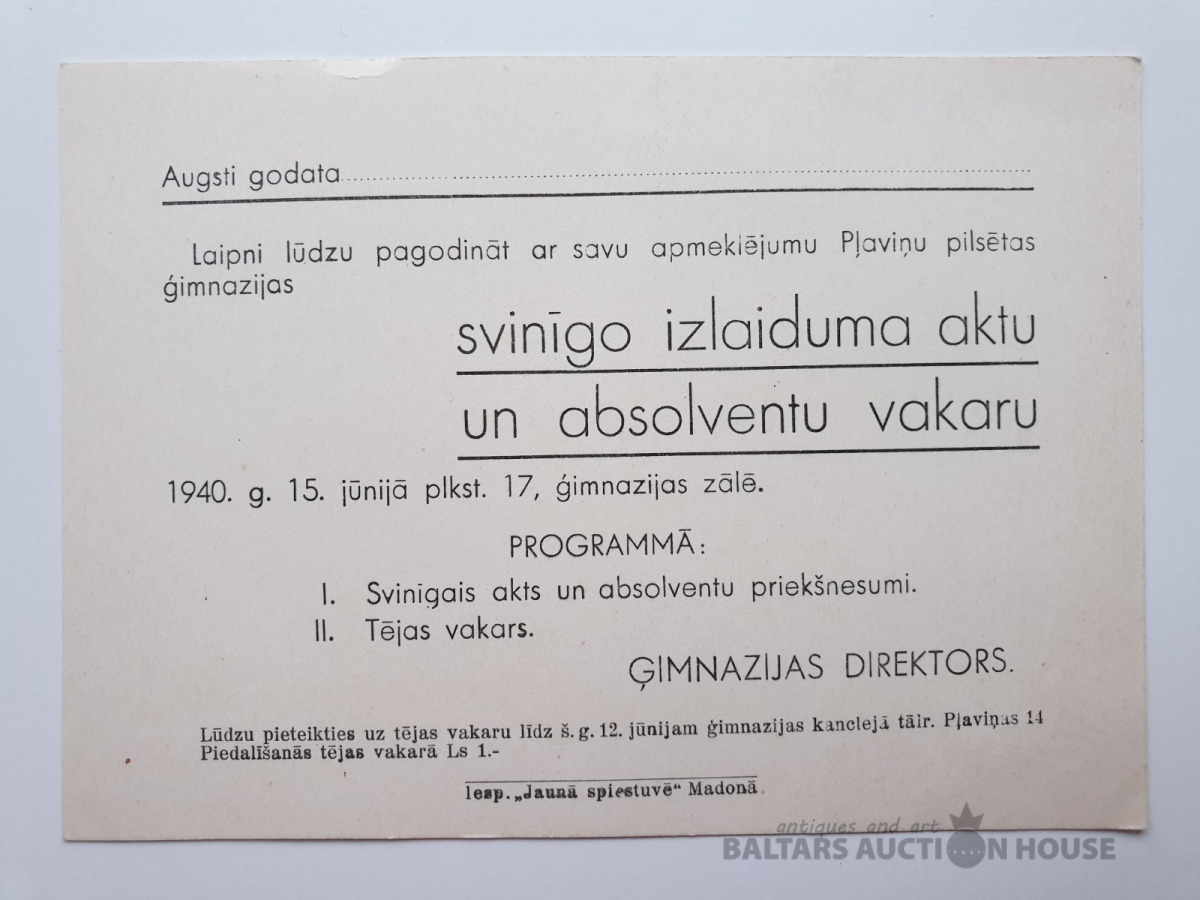 Augsti godata
Laipni lūdzu pagodināt ar savu apmeklējumu Pļaviņu pilsētas
ģimnazijas
svinīgo izlaiduma aktu
un absolventu vakaru
1940. g. 15. jūnijā plkst. 17, ģimnazijas zālē.
PROGRAMMĀ:
I. Svinīgais akts un absolventu priekšnesumi.
II. Tējas vakars.
ĢIMNAZIJAS DIREKTORS.
Lūdzu pieteikties uz tējas vakaru līdz š. g. 12. jūnijam ģimnazijas kanclejā tāir. Pļaviņas 14
Piedalīšanās tējas vakarā Ls 1.-
Iesp. „Jaunā spiestuvē“ Madonā.
antiques and art
BALTARS AUCTION HOUSE